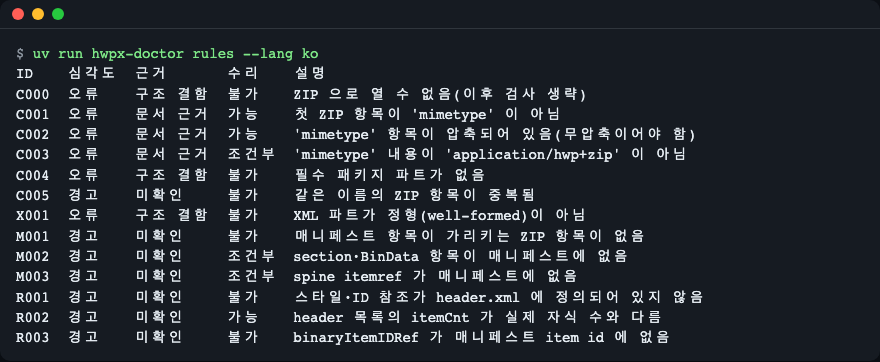 $ uv run hwpx-doctor rules --lang ko
ID 심각도 근거 수리 설명
C000 오류 구조 결함 불가 ZIP 으로 열 수 없음(이후 검사 생략)
C001 오류 문서 근거 가능 첫 ZIP 항목이 'mimetype' 이 아님
C002 오류 문서 근거 가능 'mimetype' 항목이 압축되어 있음(무압축이어야 함)
C003 오류 문서 근거 조건부 'mimetype' 내용이 'application/hwp+zip' 이 아님
C004 오류 구조 결함 불가 필수 패키지 파트가 없음
C005 경고 미확인 불가 같은 이름의 ZIP 항목이 중복됨
X001 오류 구조 결함 불가 XML 파트가 정형(well-formed)이 아님
M001 경고 미확인 불가 매니페스트 항목이 가리키는 ZIP 항목이 없음
M002 경고 미확인 조건부 section·BinData 항목이 매니페스트에 없음
M003 경고 미확인 조건부 spine itemref 가 매니페스트에 없음
R001 경고 미확인 불가 스타일·ID 참조가 header.xml 에 정의되어 있지 않음
R002 경고 미확인 가능 header 목록의 itemCnt 가 실제 자식 수와 다름
R003 경고 미확인 불가 binaryItemIDRef 가 매니페스트 item id 에 없음